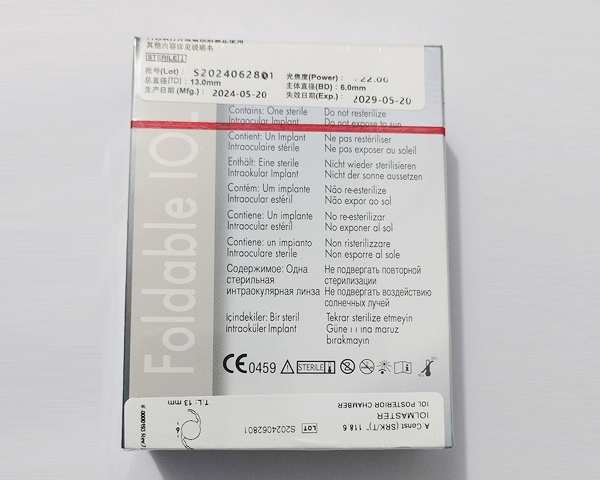 其他内容详见说明书
STERILE
批号(Lot): S2024062801 光焦度(Power): +22.00
总直径(TD): 13.0mm 主体直径(BD): 6.0mm
生产日期(Mfg.): 2024-05-20 失效日期(Exp.): 2029-05-20
Foldable IOL
Contains: One sterile Do not resterilize
Intraocular Implant Do not expose to sun
Contient: Un Implant Ne pas restériliser
Intraoculaire stérile Ne pas exposer au soleil
Enthält: Eine sterile Nicht wieder sterilisieren
Intraokular Implant Nicht der sonne aussetzen
Contém: Um implante Não re-esterilize
Intraocular estéril Não expor ao sol
Contiene: Un implante No re-esterilizar
Intraocular estéril No exponer al sol
Contiene: un impianto Non risterilizzare
Intraoculare sterile Non esporre al sole
Содержимое: Одна Не подвергать повторной
стерильная стерилизации
интраокулярная линза Не подвергать воздействию
солнечных лучей
İçindekiler: Bir steril Tekrar sterilize etmeyin
İntraoküler Implant Güne maruz
bırakmayın
CE 0459 STERILE
T.L: 13 mm
A Const (SRK/T)~ 118.6
IOLMASTER
IOL POSTERIOR CHAMBER
LOT S2024062801